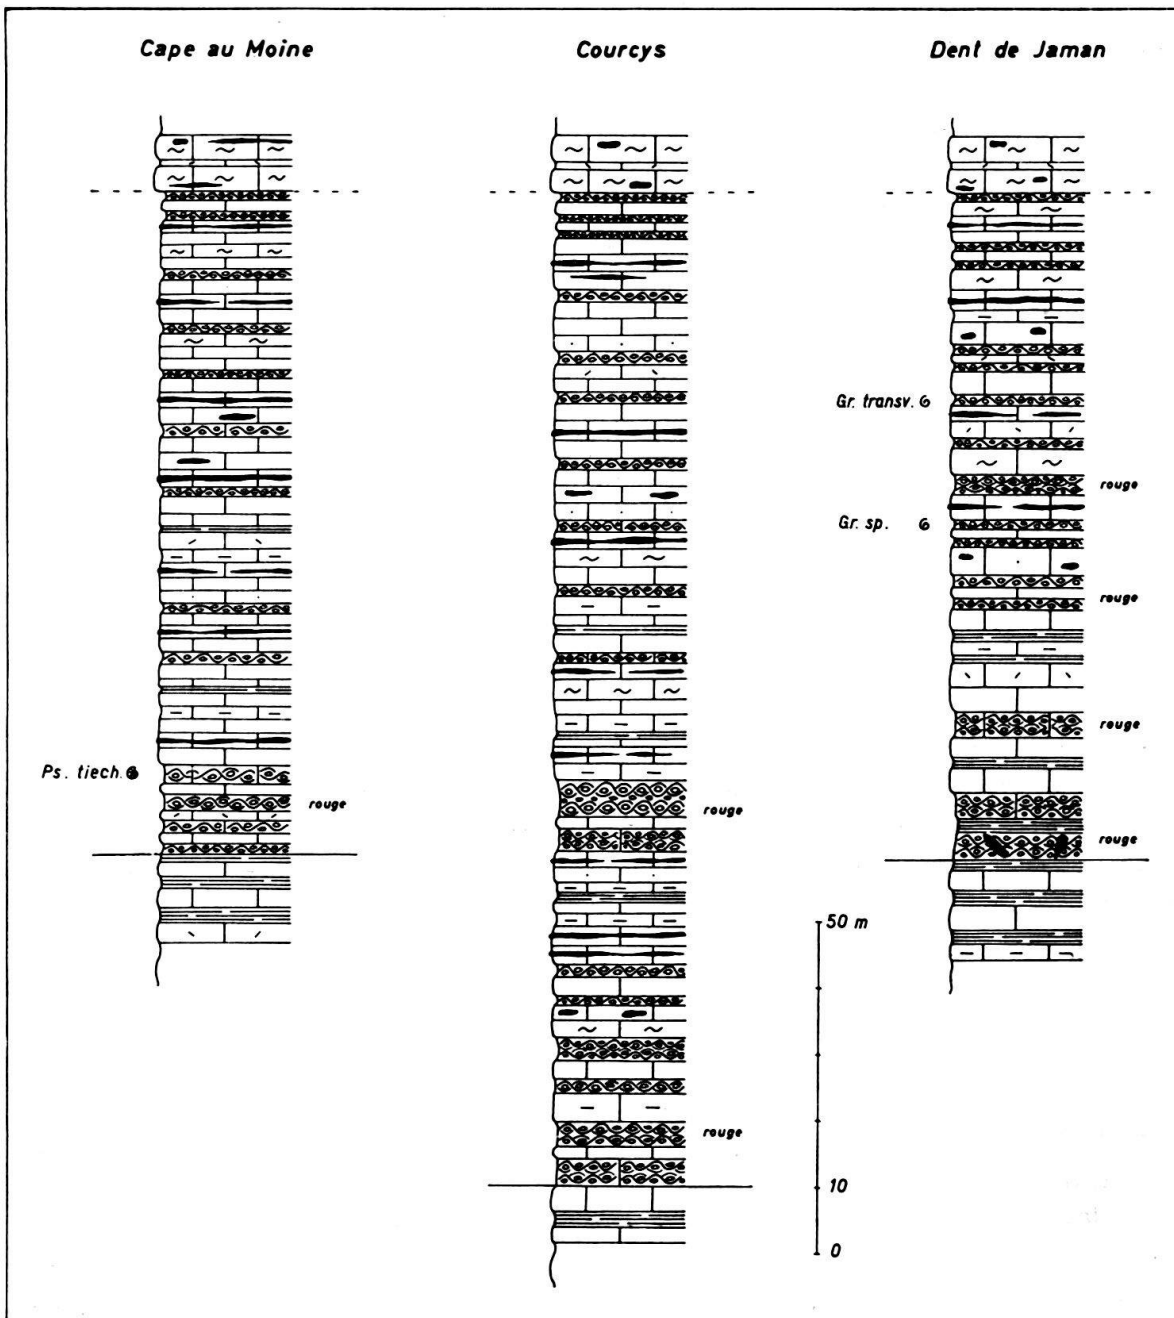 Cape au Moine
Courcys
Dent de Jaman
Gr. transv.
rouge
Gr. sp.
rouge
rouge
Ps. tiech.
rouge
rouge
rouge
50 m
rouge
10
0